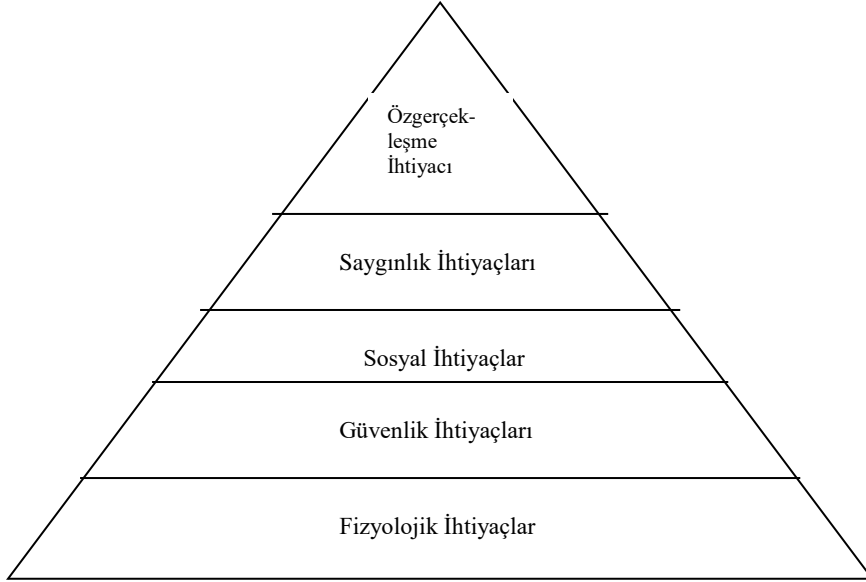 Özgerçek-
leşme
İhtiyacı
Saygınlık İhtiyaçları
Sosyal İhtiyaçlar
Güvenlik İhtiyaçları
Fizyolojik İhtiyaçlar